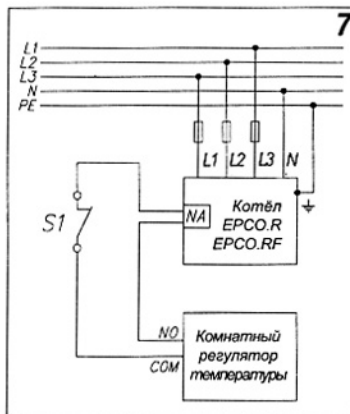 7
L1
L2
L3
N
PE
L1 L2 L3 N
NA
Котёл
EPCO.R
EPCO.RF
S1
NO
COM
Комнатный
регулятор
температуры